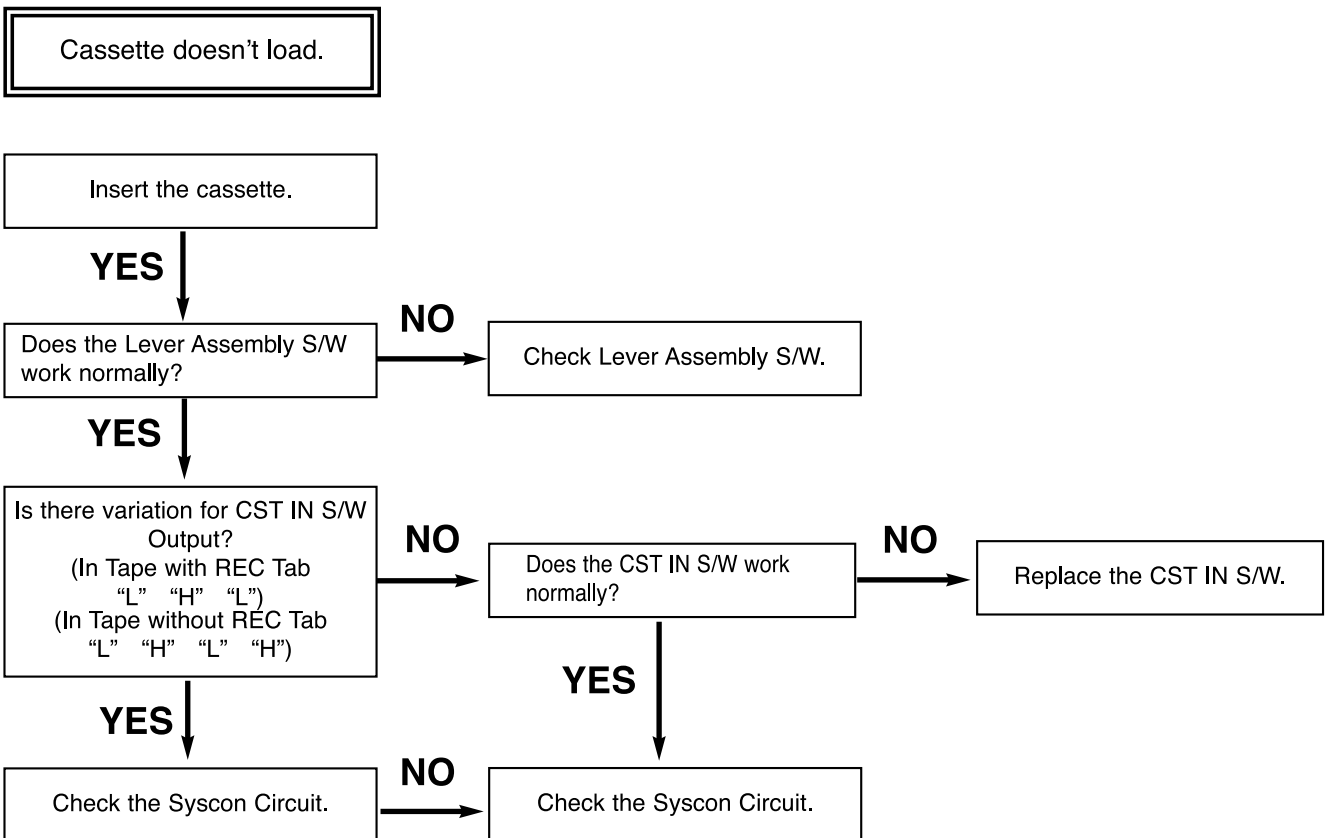 Cassette doesn't load.
Insert the cassette.
YES
Does the Lever Assembly S/W
work normally?
NO
Check Lever Assembly S/W.
YES
Is there variation for CST IN S/W
Output?
(In Tape with REC Tab
“L” “H” “L”)
(In Tape without REC Tab
“L” “H” “L” “H”)
NO
Does the CST IN S/W work
normally?
NO
Replace the CST IN S/W.
YES
YES
Check the Syscon Circuit.
NO
Check the Syscon Circuit.